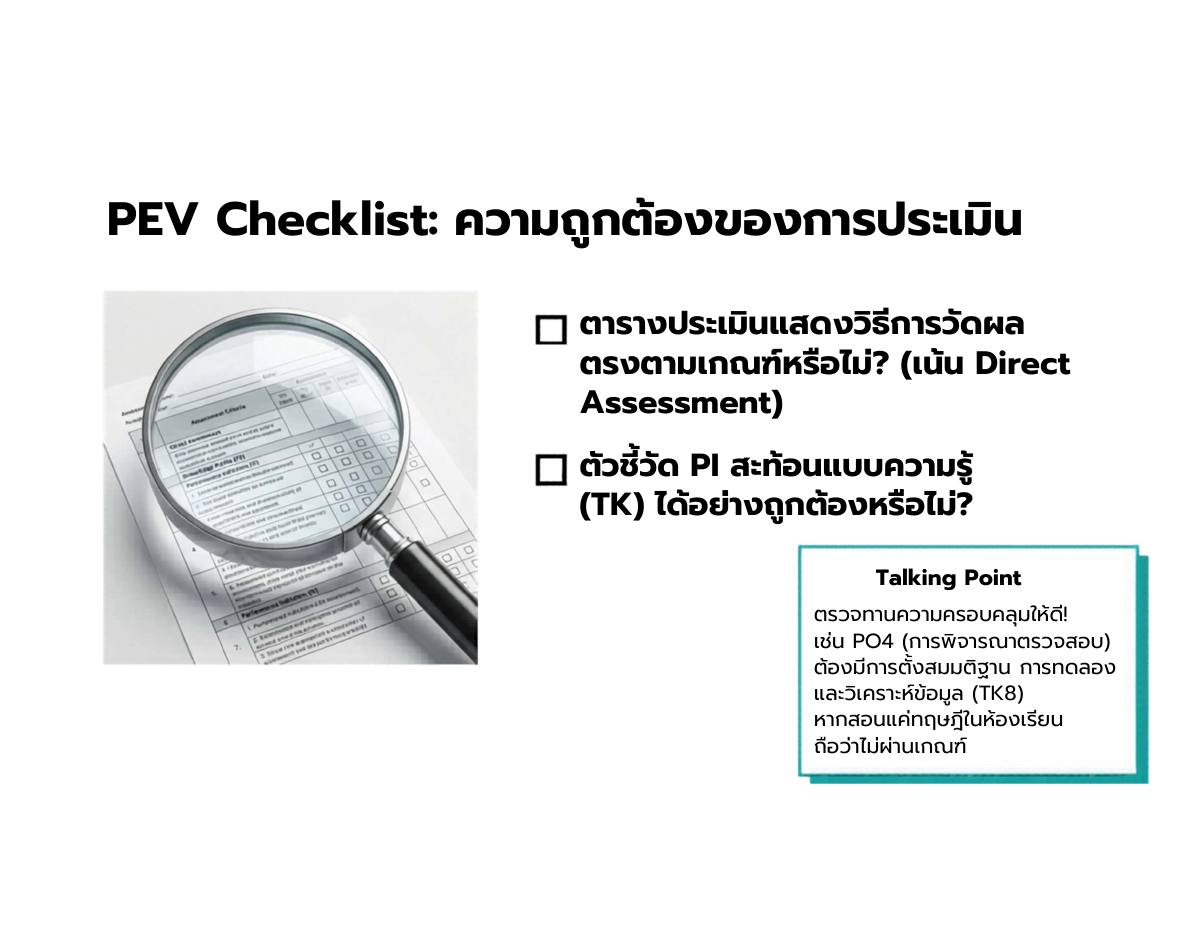 PEV Checklist: ความถูกต้องของการประเมิน
ตารางประเมินแสดงวิธีการวัดผล
ตรงตามเกณฑ์หรือไม่? (เน้น Direct
Assessment)
ตัวชี้วัด PI สะท้อนแบบความรู้
(TK) ได้อย่างถูกต้องหรือไม่?
Talking Point
ตรวจทานความครอบคลุมให้ดี!
เช่น PO4 (การพิจารณาตรวจสอบ)
ต้องมีการตั้งสมมติฐาน การทดลอง
และวิเคราะห์ข้อมูล (TK8)
หากสอนแค่ทฤษฎีในห้องเรียน
ถือว่าไม่ผ่านเกณฑ์
Assessment Criteria
4.
5.
6.
7.